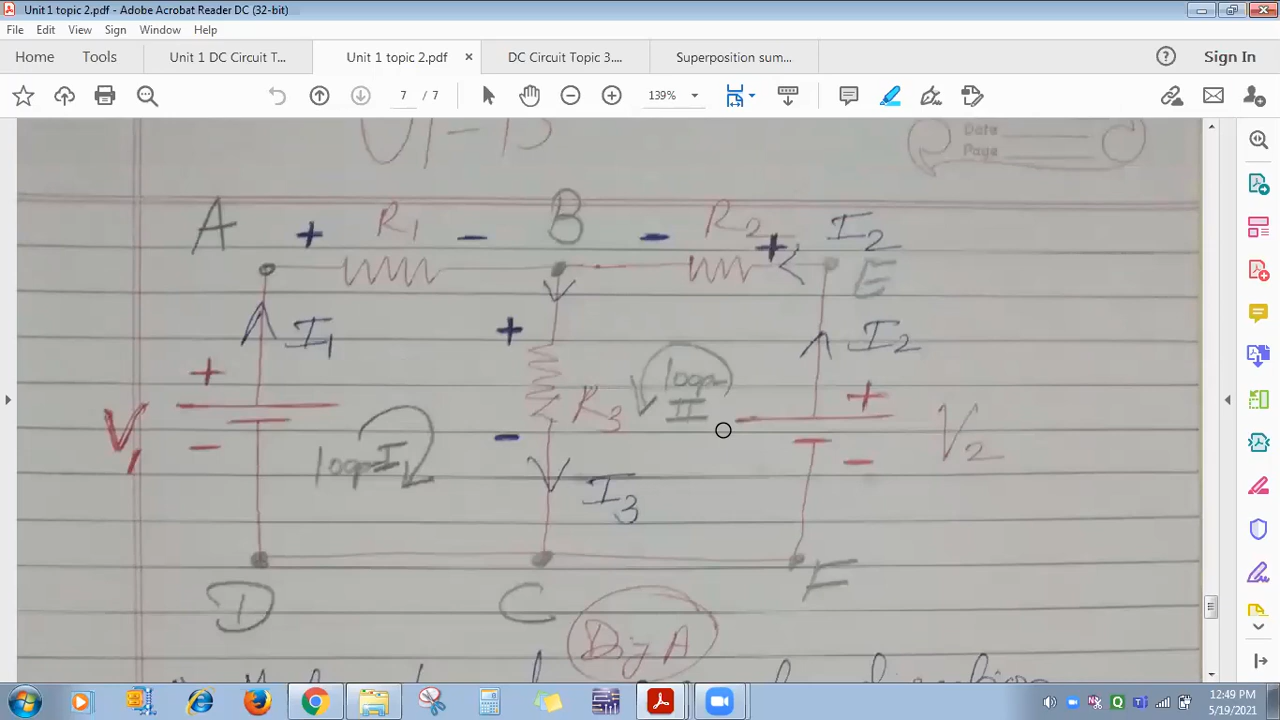 Unit 1 topic 2.pdf - Adobe Acrobat Reader DC (32-bit)
File Edit View Sign Window Help
Home Tools Unit 1 DC Circuit T... Unit 1 topic 2.pdf × DC Circuit Topic 3.... Superposition sum... Sign In
7 / 7 139%
Date
Page
A + R1 - B - R2 + I2
E
I1 + I2
+ +
V1 R3 loop II V2
- - -
loop I
I3
D C F
Dig A
12:49 PM
5/19/2021